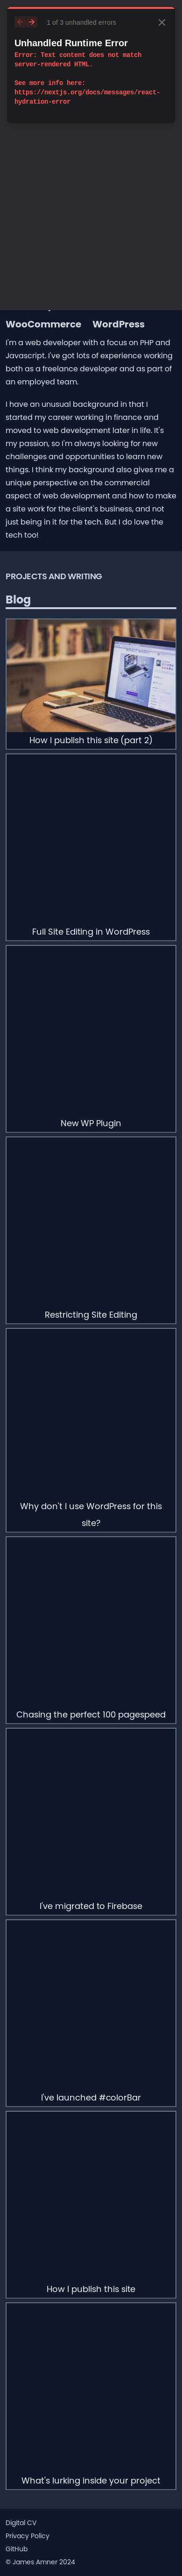 1 of 3 unhandled errors
Unhandled Runtime Error
Error: Text content does not match
server-rendered HTML.
See more info here:
https://nextjs.org/docs/messages/react-
hydration-error
WooCommerce WordPress
I'm a web developer with a focus on PHP and
Javascript. I've got lots of experience working
both as a freelance developer and as part of
an employed team.
I have an unusual background in that I
started my career working in finance and
moved to web development later in life. It's
my passion, so I'm always looking for new
challenges and opportunities to learn new
things. I think my background also gives me a
unique perspective on the commercial
aspect of web development and how to make
a site work for the client's business, and not
just being in it for the tech. But I do love the
tech too!
PROJECTS AND WRITING
Blog
How I publish this site (part 2)
Full Site Editing in WordPress
New WP Plugin
Restricting Site Editing
Why don't I use WordPress for this
site?
Chasing the perfect 100 pagespeed
I've migrated to Firebase
I've launched #colorBar
How I publish this site
What's lurking inside your project
Digital CV
Privacy Policy
GitHub
© James Amner 2024